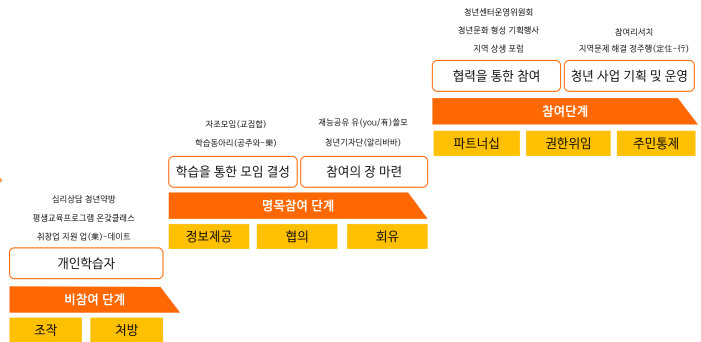 청년센터운영위원회
청년문화 형성 기획행사
지역 상생 포럼
협력을 통한 참여
참여리서치
지역문제 해결 정주행(定住-行)
청년 사업 기획 및 운영
참여단계
파트너십
권한위임
주민통제
자조모임(교집합)
학습동아리(공주와-樂)
학습을 통한 모임 결성
재능공유 유(you/有)쓸모
청년기자단(알리바바)
참여의 장 마련
명목참여 단계
정보제공
협의
회유
심리상담 청년약방
평생교육프로그램 온갖클래스
취창업 지원 업(業)-데이트
개인학습자
비참여 단계
조작
처방